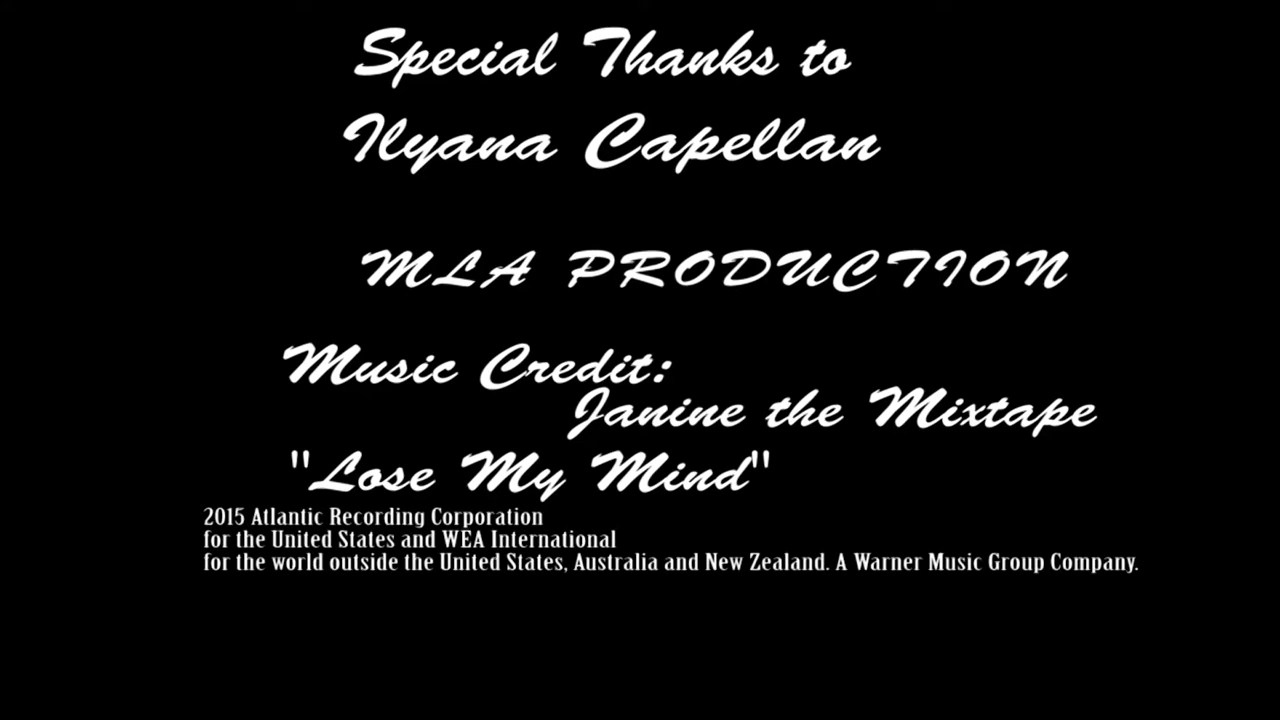 Special Thanks to
Ilyana Capellan
MLA PRODUCTION
Music Credit:
Janine the Mixtape
"Lose My Mind"
2015 Atlantic Recording Corporation
for the United States and WEA International
for the world outside the United States, Australia and New Zealand. A Warner Music Group Company.